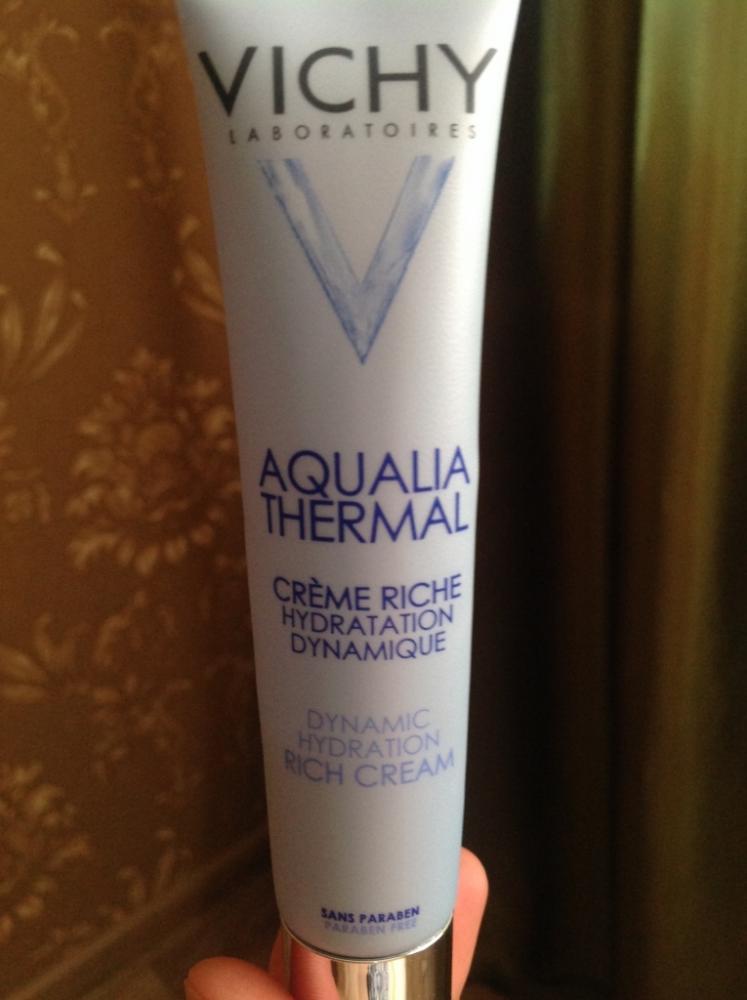 VICHY
LABORATOIRES
AQUALIA
THERMAL
CRÈME RICHE
HYDRATATION
DYNAMIQUE
DYNAMIC
HYDRATION
RICH CREAM
SANS PARABEN
PARABEN FREE